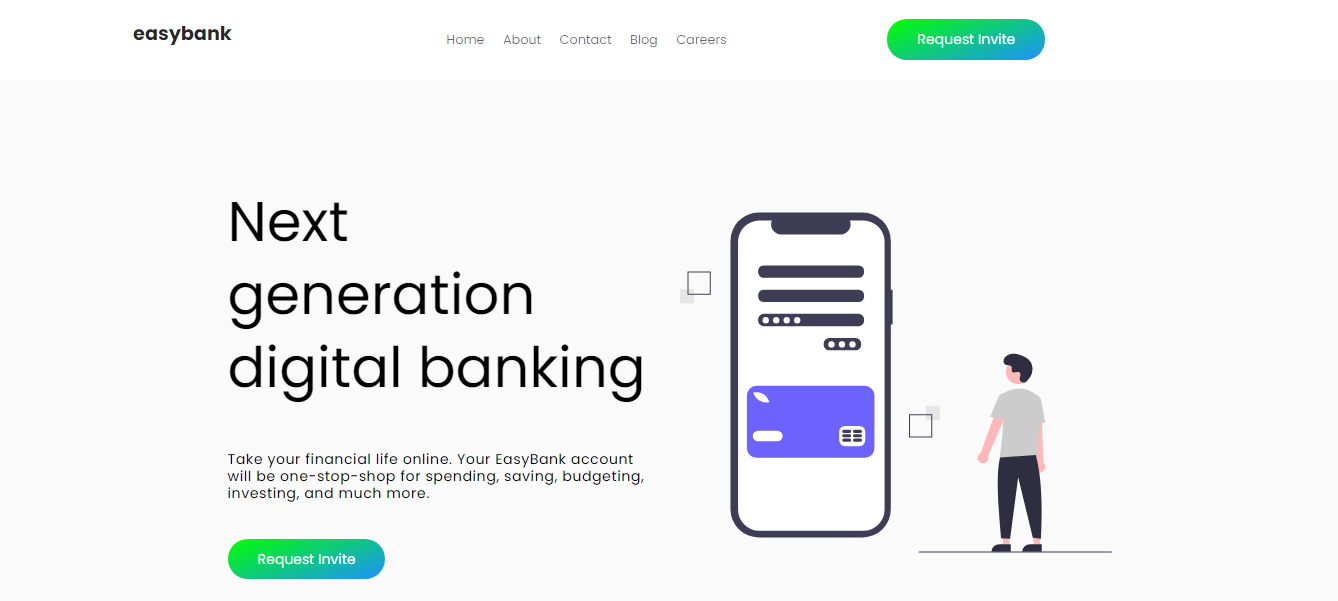 easybank
Home About Contact Blog Careers
Request Invite
Next
generation
digital banking
Take your financial life online. Your EasyBank account
will be one-stop-shop for spending, saving, budgeting,
investing, and much more.
Request Invite